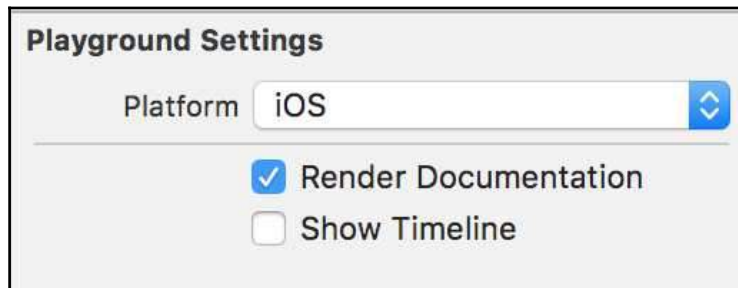 Playground Settings
Platform iOS
Render Documentation
Show Timeline